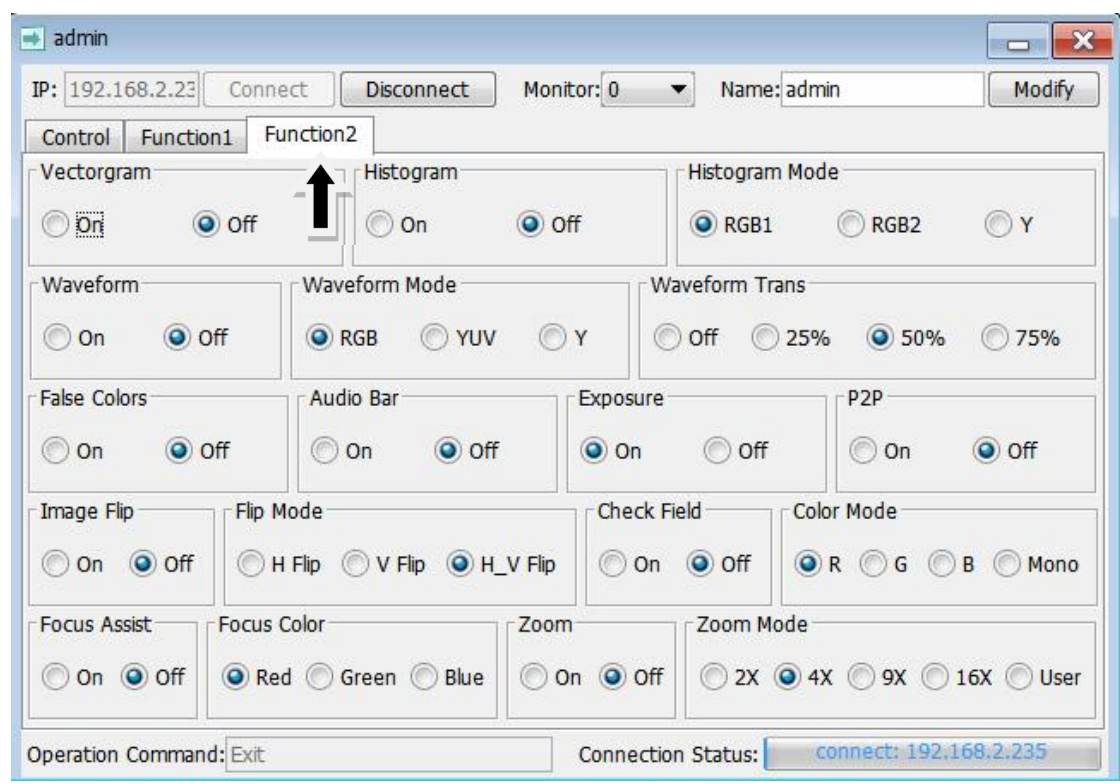 admin
IP: 192.168.2.23 Connect Disconnect Monitor: 0 Name: admin Modify
Control Function1 Function2
Vectorgram Histogram Histogram Mode
On Off On Off RGB1 RGB2 Y
Waveform Waveform Mode Waveform Trans
On Off RGB YUV Y Off 25% 50% 75%
False Colors Audio Bar Exposure P2P
On Off On Off On Off On Off
Image Flip Flip Mode Check Field Color Mode
On Off H Flip V Flip H_V Flip On Off R G B Mono
Focus Assist Focus Color Zoom Zoom Mode
On Off Red Green Blue On Off 2X 4X 9X 16X User
Operation Command: Exit Connection Status: connect: 192.168.2.235